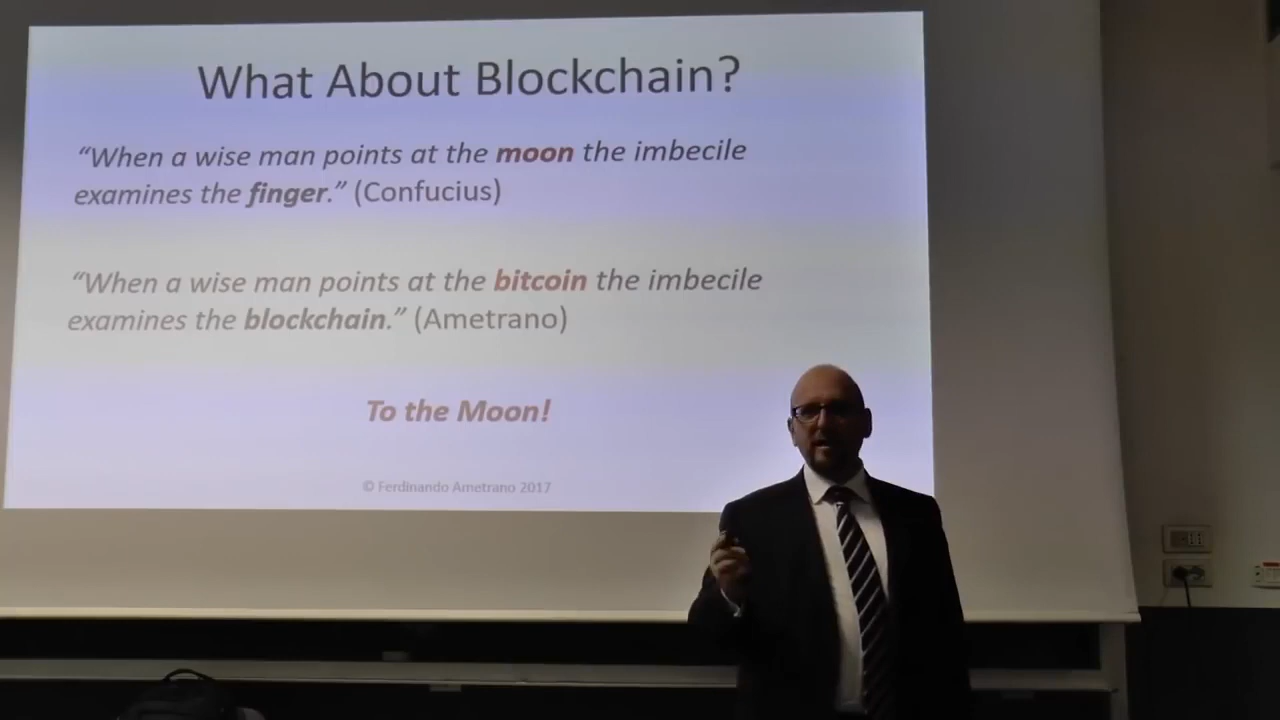 What About Blockchain?
“When a wise man points at the moon the imbecile
examines the finger.” (Confucius)
“When a wise man points at the bitcoin the imbecile
examines the blockchain.” (Ametrano)
To the Moon!
© Ferdinando Ametrano 2017